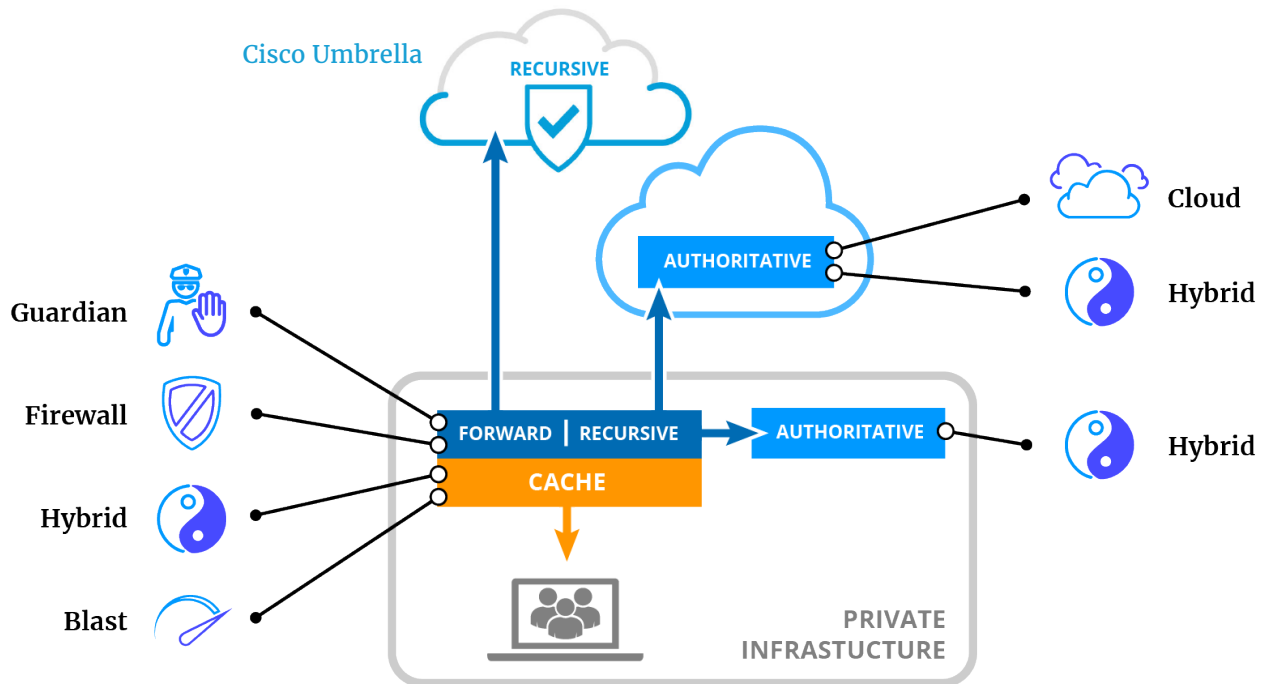 Cisco Umbrella
RECURSIVE
Cloud
AUTHORITATIVE
Hybrid
Guardian
Firewall
FORWARD | RECURSIVE
AUTHORITATIVE
Hybrid
CACHE
Hybrid
Blast
PRIVATE
INFRASTUCTURE